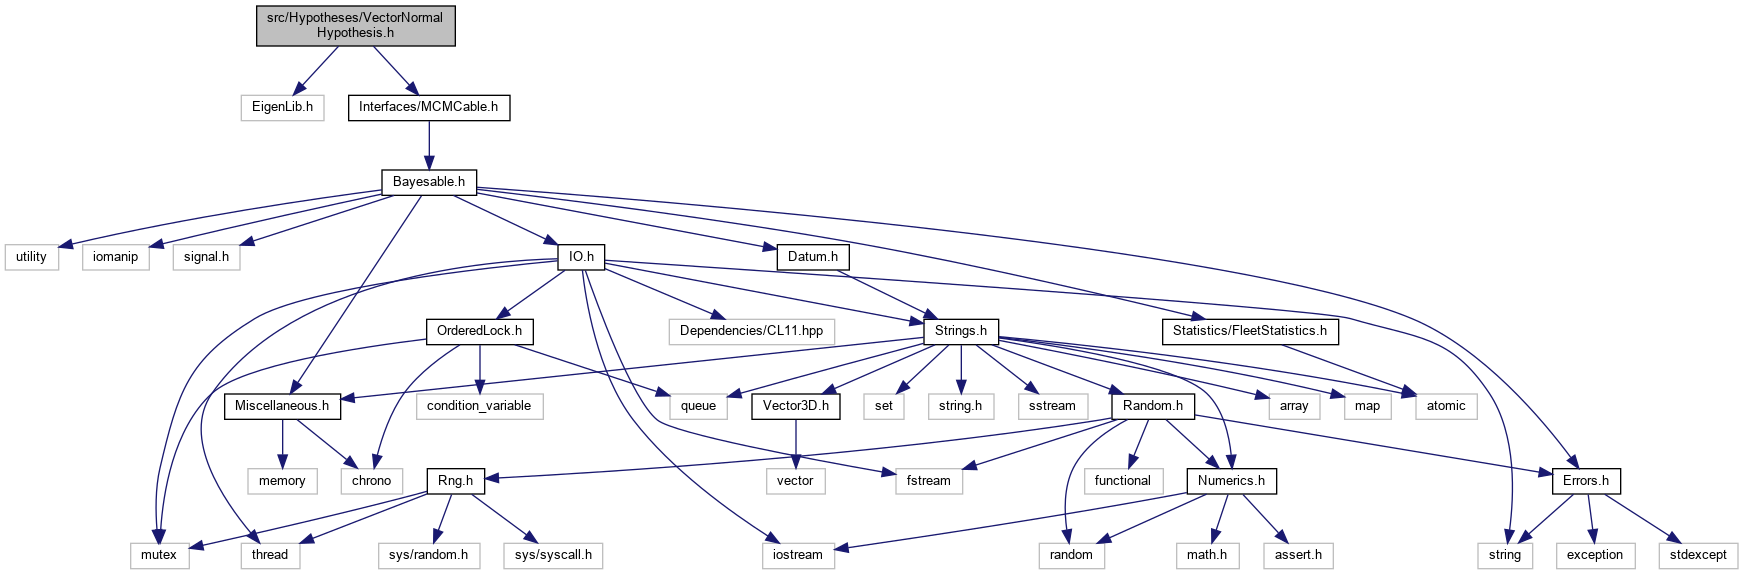 src/Hypotheses/VectorNormal
Hypothesis.h
EigenLib.h
Interfaces/MCMCable.h
Bayesable.h
utility
iomanip
signal.h
IO.h
Datum.h
OrderedLock.h
Dependencies/CL11.hpp
Strings.h
Statistics/FleetStatistics.h
Miscellaneous.h
condition_variable
queue
Vector3D.h
set
string.h
sstream
Random.h
array
map
atomic
memory
chrono
Rng.h
vector
fstream
functional
Numerics.h
Errors.h
mutex
thread
sys/random.h
sys/syscall.h
iostream
random
math.h
assert.h
string
exception
stdexcept